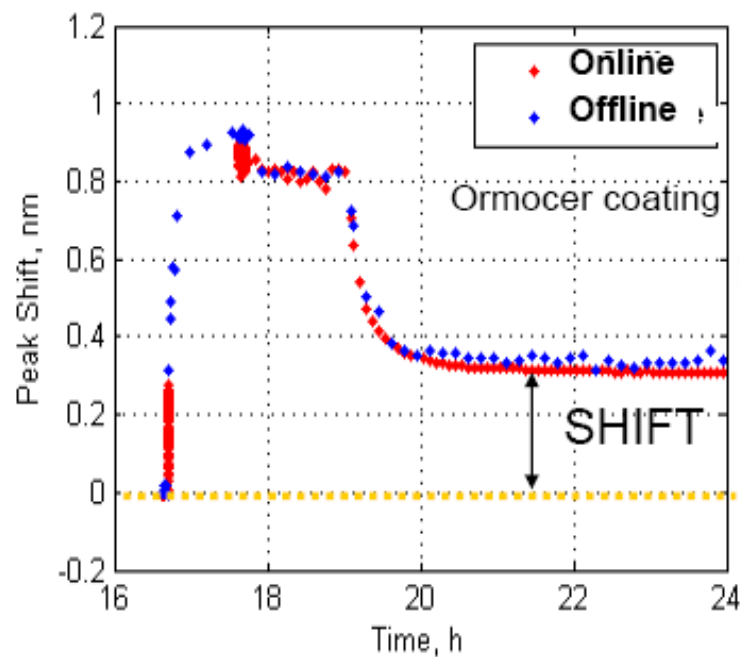 1.2
1
0.8
0.6
0.4
0.2
0
-0.2
Peak Shift, nm
Online
Offline
Ormocer coating
SHIFT
16
18
20
22
24
Time, h